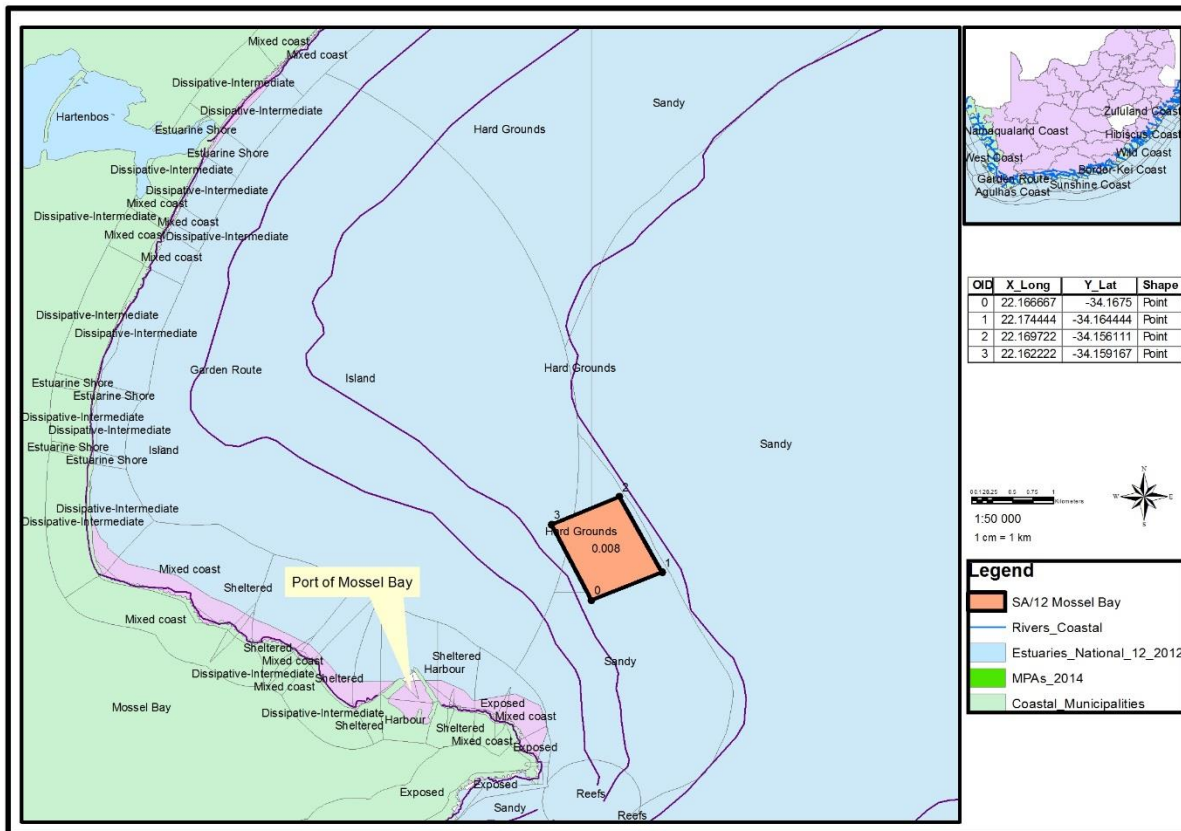 Mixed coast
Mixed coast
Sandy
Dissipative-Intermediate
Hartenbos
Dissipative-Intermediate
Hard Grounds
Estuarine Shore
Estuarine Shore
Dissipative-Intermediate
Dissipative-Intermediate
Mixed coast
Dissipative-Intermediate
Mixed coast
Mixed coast
Dissipative-Intermediate
Mixed coast
Dissipative-Intermediate
Dissipative-Intermediate
Garden Route
Island
Hard Grounds
Estuarine Shore
Estuarine Shore
Dissipative-Intermediate
Dissipative-Intermediate
Sandy
Estuarine Shore
Island
Estuarine Shore
2
Dissipative-Intermediate
Dissipative-Intermediate
3
Hard Grounds
0.008
1
0
Mixed coast
Port of Mossel Bay
Sheltered
Mixed coast
Sheltered
Mixed coast
Sheltered
Harbour
Sandy
Dissipative-Intermediate
Sheltered
Mixed coast
Mossel Bay
Exposed
Dissipative-Intermediate
Harbour
Mixed coast
Sheltered
Sheltered
Mixed coast
Exposed
Exposed
Exposed
Reefs
Sandy
Reefs
Zululand Coast
Namaqualand Coast
Hibiscus Coast
West Coast
Wild Coast
Border-Kei Coast
Garden Route
Sunshine Coast
Agulhas Coast
OID X_Long Y_Lat Shape
0 22.166667 -34.1675 Point
1 22.174444 -34.164444 Point
2 22.169722 -34.156111 Point
3 22.162222 -34.159167 Point
0 0.5 0.75 1
Kilometers
N
W E
S
1:50 000
1 cm = 1 km
Legend
SA/12 Mossel Bay
Rivers_Coastal
Estuaries_National_12_2012
MPAs_2014
Coastal_Municipalities